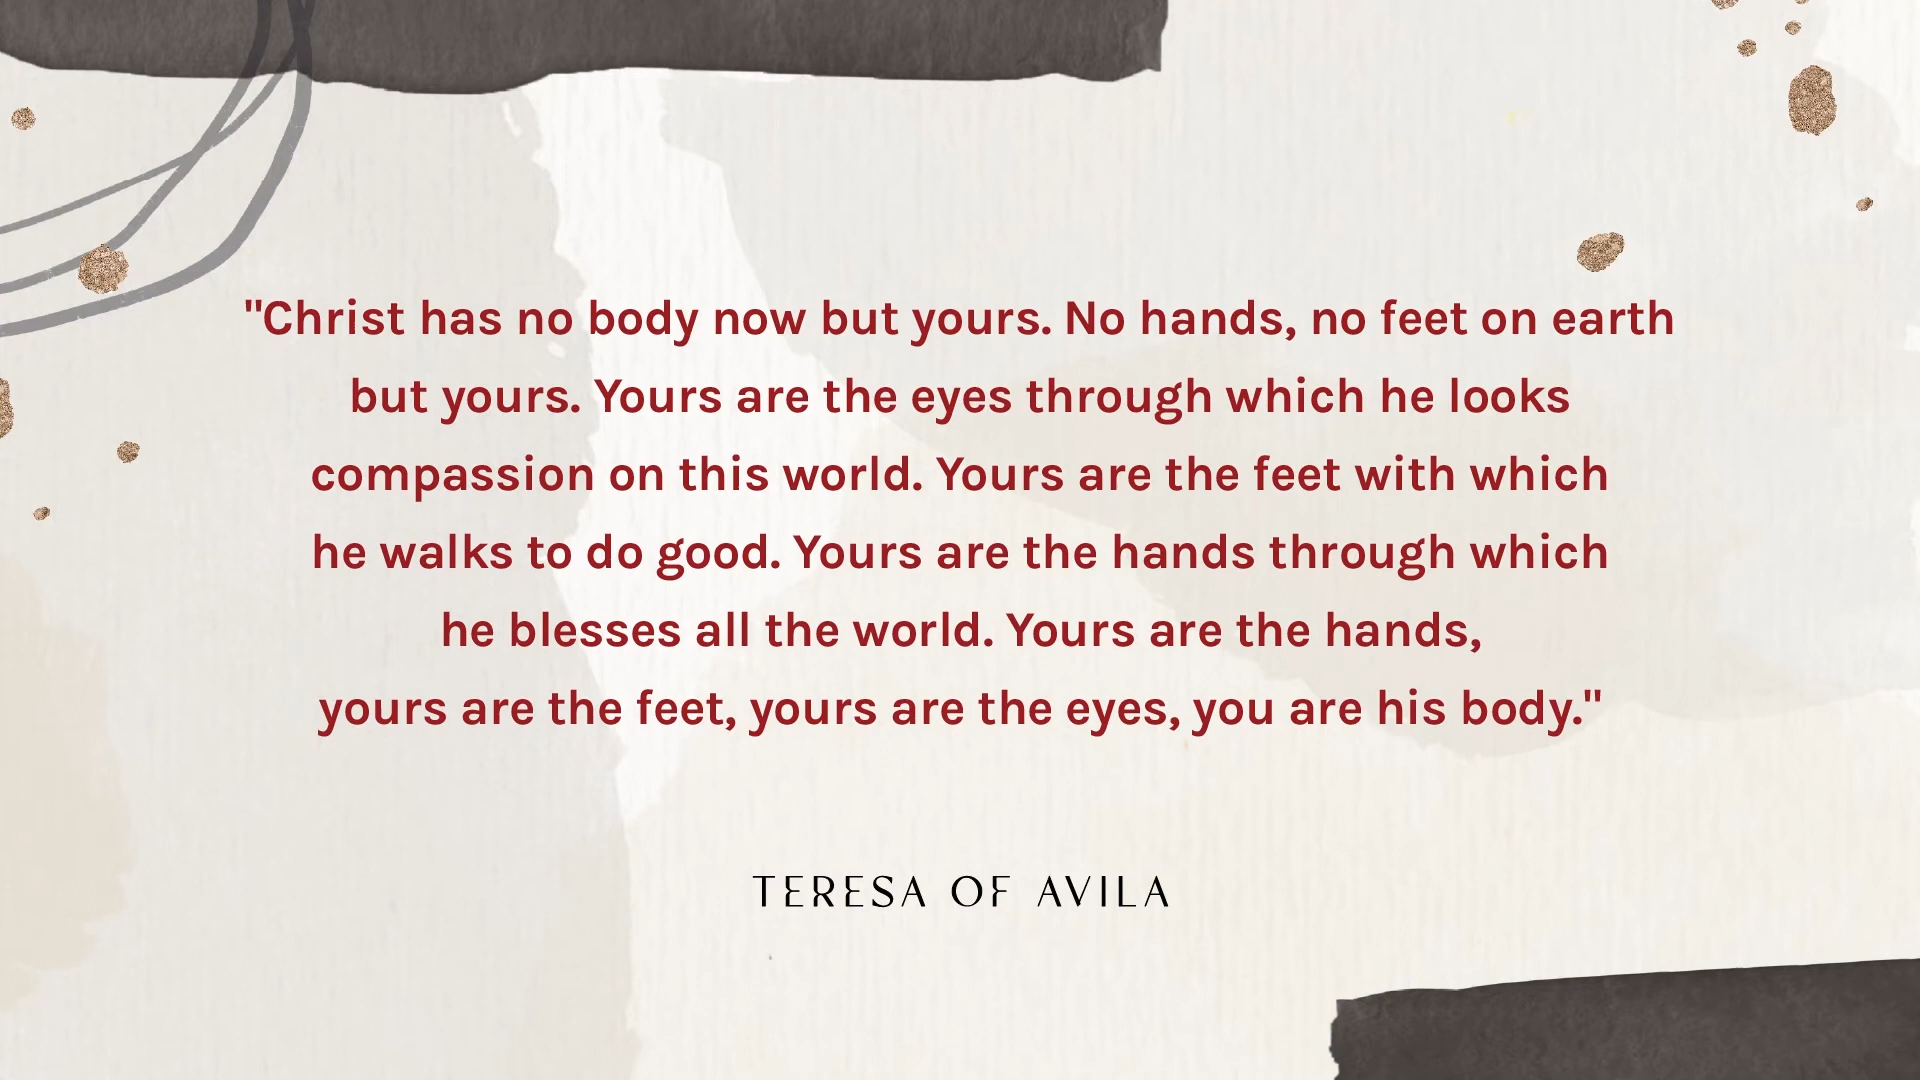 "Christ has no body now but yours. No hands, no feet on earth
but yours. Yours are the eyes through which he looks
compassion on this world. Yours are the feet with which
he walks to do good. Yours are the hands through which
he blesses all the world. Yours are the hands,
yours are the feet, yours are the eyes, you are his body."
TERESA OF AVILA